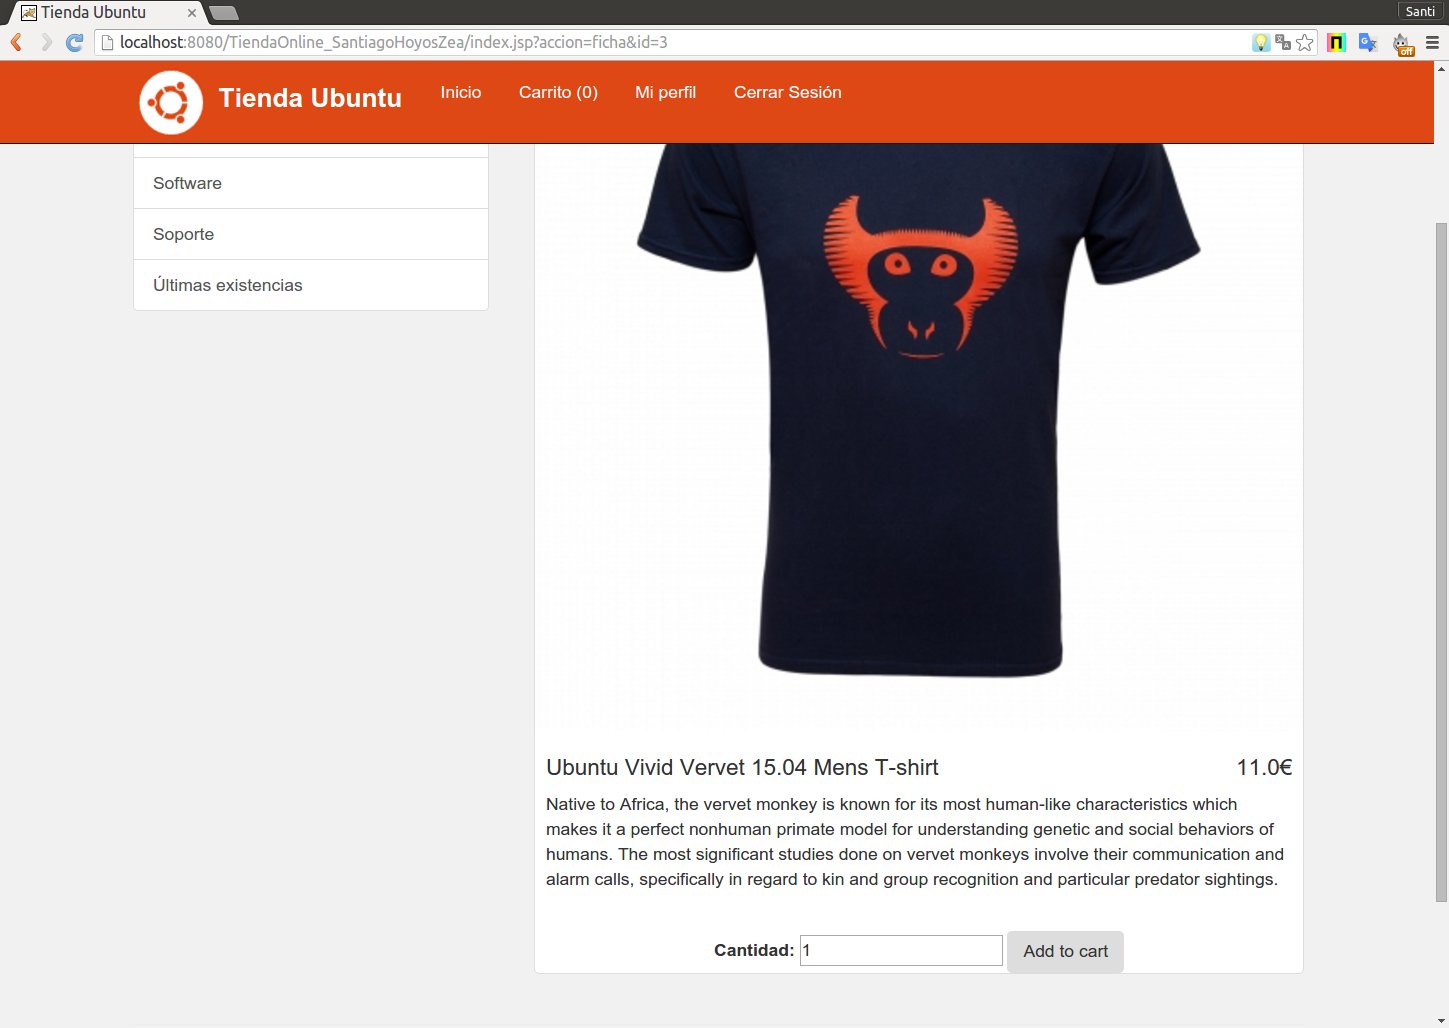 Tienda Ubuntu
Santi
localhost:8080/TiendaOnline_SantiagoHoyosZea/index.jsp?accion=ficha&id=3
off
Tienda Ubuntu
Inicio
Carrito (0)
Mi perfil
Cerrar Sesión
Software
Soporte
Últimas existencias
Ubuntu Vivid Vervet 15.04 Mens T-shirt 11.0€
Native to Africa, the vervet monkey is known for its most human-like characteristics which
makes it a perfect nonhuman primate model for understanding genetic and social behaviors of
humans. The most significant studies done on vervet monkeys involve their communication and
alarm calls, specifically in regard to kin and group recognition and particular predator sightings.
Cantidad: 1 Add to cart